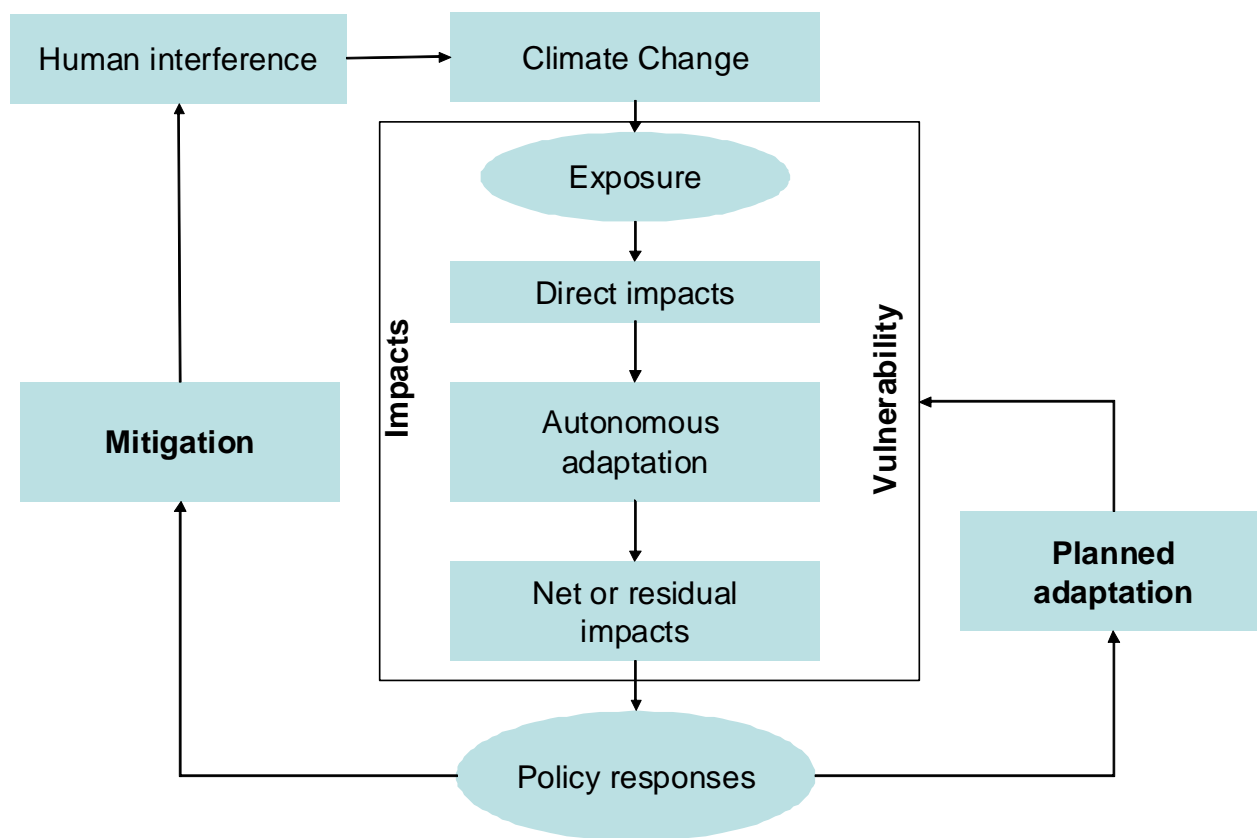 Human interference
Climate Change
Exposure
Direct impacts
Impacts
Vulnerability
Autonomous
adaptation
Mitigation
Planned
adaptation
Net or residual
impacts
Policy responses